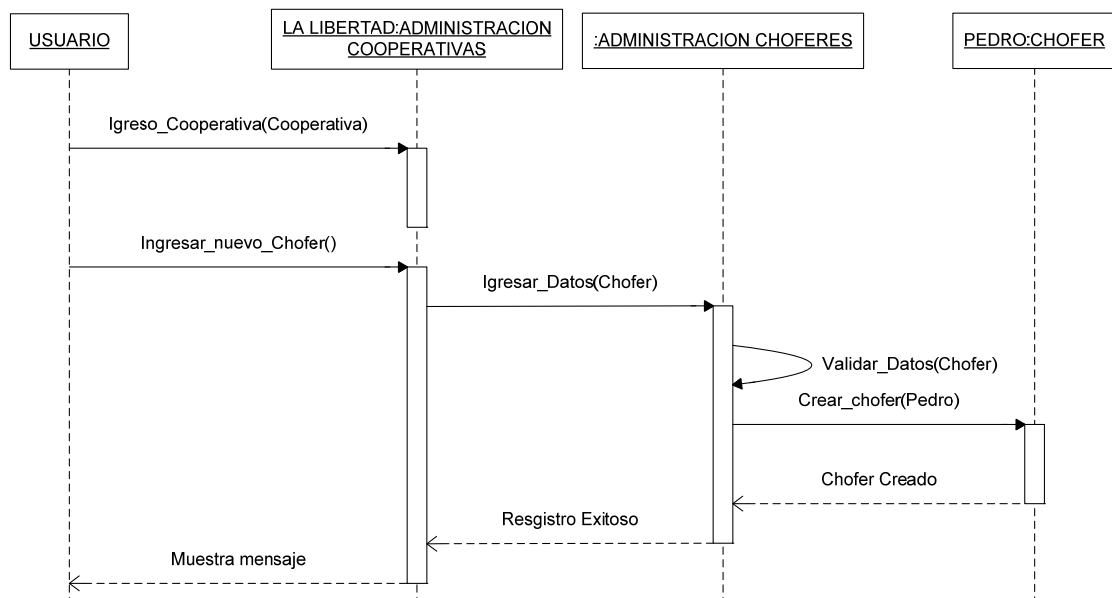 USUARIO
LA LIBERTAD:ADMINISTRACION
COOPERATIVAS
:ADMINISTRACION CHOFERES
PEDRO:CHOFER
Igreso_Cooperativa(Cooperativa)
Ingresar_nuevo_Chofer()
Igresar_Datos(Chofer)
Validar_Datos(Chofer)
Crear_chofer(Pedro)
Chofer Creado
Resgistro Exitoso
Muestra mensaje